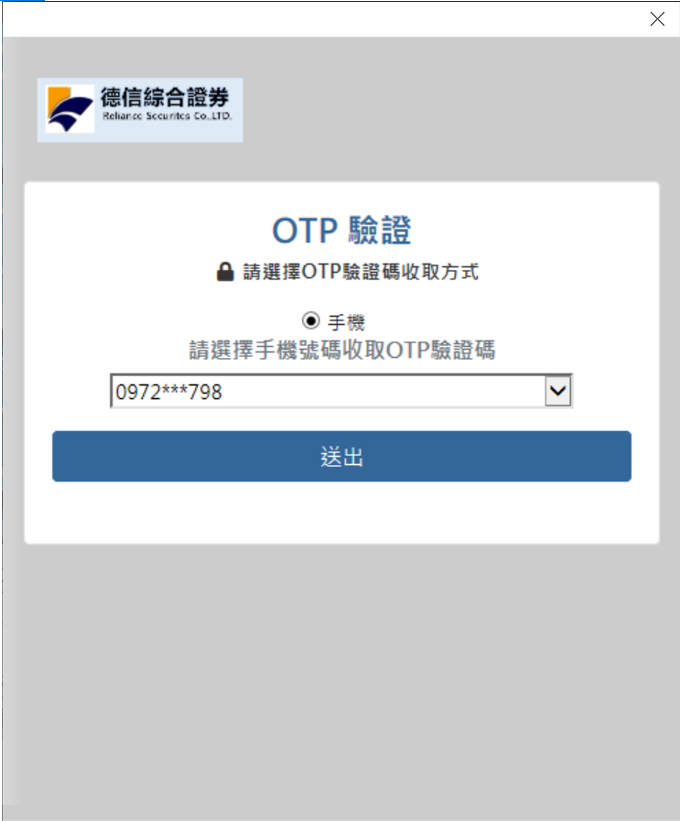 德信綜合證券
Reliance Securites Co.,LTD.
OTP 驗證
請選擇OTP驗證碼收取方式
手機
請選擇手機號碼收取OTP驗證碼
0972***798
送出